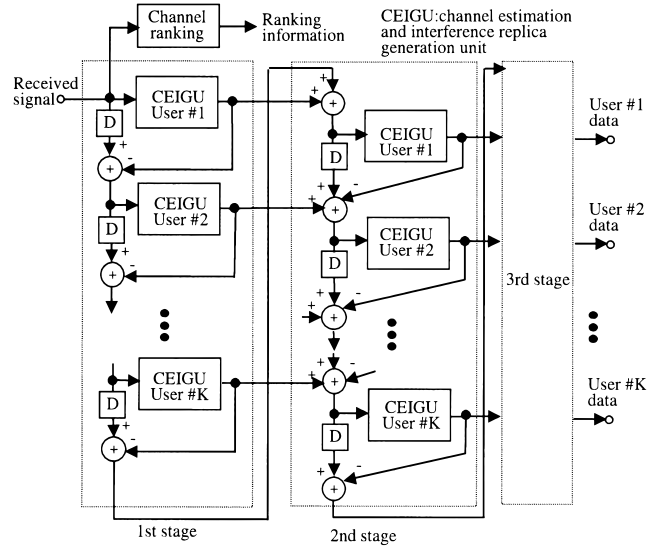 Channel
ranking
Ranking
information
CEIGU:channel estimation
and interference replica
generation unit
Received
signal
CEIGU
User #1
D
+
-
+
CEIGU
User #2
D
+
-
+
CEIGU
User #K
D
+
-
+
1st stage
+
+
+
CEIGU
User #1
D
+
+
-
+
CEIGU
User #2
D
+
+
-
+
+
+
-
+
CEIGU
User #K
D
+
-
+
2nd stage
3rd stage
User #1
data
User #2
data
User #K
data